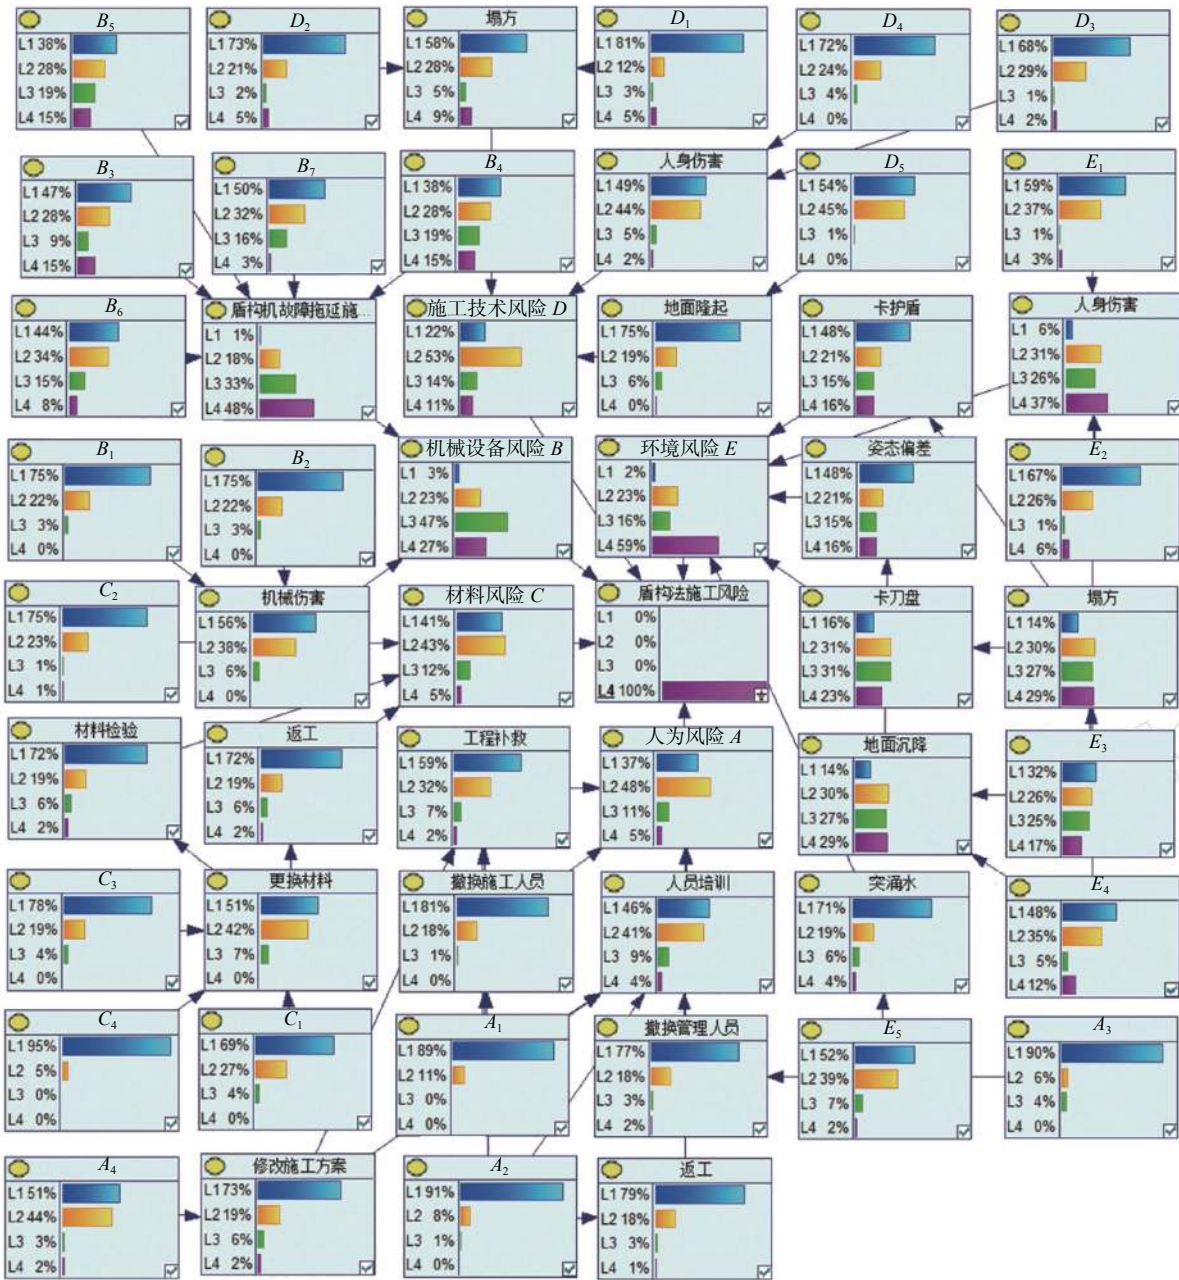 B₅
L1 38%
L2 28%
L3 19%
L4 15%
D₂
L1 73%
L2 21%
L3 2%
L4 5%
塌方
L1 58%
L2 28%
L3 5%
L4 9%
D₁
L1 81%
L2 12%
L3 3%
L4 5%
D₄
L1 72%
L2 24%
L3 4%
L4 0%
D₃
L1 68%
L2 29%
L3 1%
L4 2%
B₃
L1 47%
L2 28%
L3 9%
L4 15%
B₇
L1 50%
L2 32%
L3 16%
L4 3%
B₄
L1 38%
L2 28%
L3 19%
L4 15%
人身伤害
L1 49%
L2 44%
L3 5%
L4 2%
D₅
L1 54%
L2 45%
L3 1%
L4 0%
E₁
L1 59%
L2 37%
L3 1%
L4 3%
B₆
L1 44%
L2 34%
L3 15%
L4 8%
盾构机故障拖延施...
L1 1%
L2 18%
L3 33%
L4 48%
施工技术风险 D
L1 22%
L2 53%
L3 14%
L4 11%
地面隆起
L1 75%
L2 19%
L3 6%
L4 0%
卡护盾
L1 48%
L2 21%
L3 15%
L4 16%
人身伤害
L1 6%
L2 31%
L3 26%
L4 37%
B₁
L1 75%
L2 22%
L3 3%
L4 0%
B₂
L1 75%
L2 22%
L3 3%
L4 0%
机械设备风险 B
L1 3%
L2 23%
L3 47%
L4 27%
环境风险 E
L1 2%
L2 23%
L3 16%
L4 59%
姿态偏差
L1 48%
L2 21%
L3 15%
L4 16%
E₂
L1 67%
L2 26%
L3 1%
L4 6%
C₂
L1 75%
L2 23%
L3 1%
L4 1%
机械伤害
L1 56%
L2 38%
L3 6%
L4 0%
材料风险 C
L1 41%
L2 43%
L3 12%
L4 5%
盾构法施工风险
L1 0%
L2 0%
L3 0%
L4 100%
卡刀盘
L1 16%
L2 31%
L3 31%
L4 23%
塌方
L1 14%
L2 30%
L3 27%
L4 29%
材料检验
L1 72%
L2 19%
L3 6%
L4 2%
返工
L1 72%
L2 19%
L3 6%
L4 2%
工程补救
L1 59%
L2 32%
L3 7%
L4 2%
人为风险 A
L1 37%
L2 48%
L3 11%
L4 5%
地面沉降
L1 14%
L2 30%
L3 27%
L4 29%
E₃
L1 32%
L2 26%
L3 25%
L4 17%
C₃
L1 78%
L2 19%
L3 4%
L4 0%
更换材料
L1 51%
L2 42%
L3 7%
L4 0%
撤换施工人员
L1 81%
L2 18%
L3 1%
L4 0%
人员培训
L1 46%
L2 41%
L3 9%
L4 4%
突涌水
L1 71%
L2 19%
L3 6%
L4 4%
E₄
L1 48%
L2 35%
L3 5%
L4 12%
C₄
L1 95%
L2 5%
L3 0%
L4 0%
C₁
L1 69%
L2 27%
L3 4%
L4 0%
A₁
L1 89%
L2 11%
L3 0%
L4 0%
撤换管理人员
L1 77%
L2 18%
L3 3%
L4 2%
E₅
L1 52%
L2 39%
L3 7%
L4 2%
A₃
L1 90%
L2 6%
L3 4%
L4 0%
A₄
L1 51%
L2 44%
L3 3%
L4 2%
修改施工方案
L1 73%
L2 19%
L3 6%
L4 2%
A₂
L1 91%
L2 8%
L3 1%
L4 0%
返工
L1 79%
L2 18%
L3 3%
L4 1%